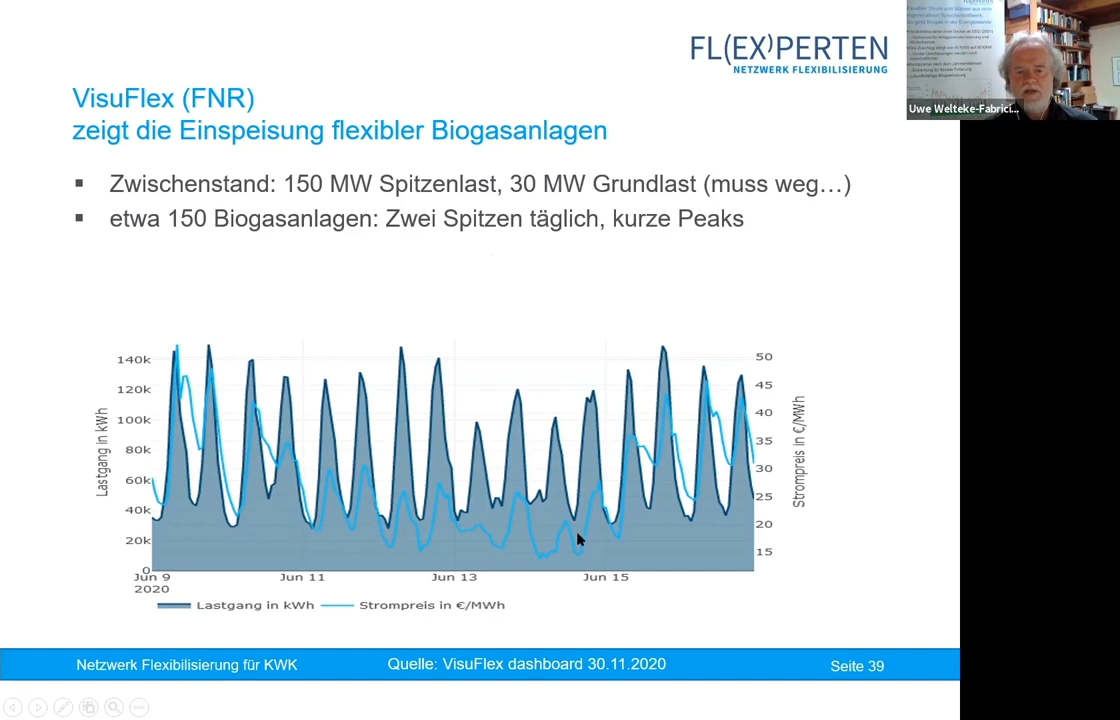 FL(EX)PERTEN
NETZWERK FLEXIBILISIERUNG
Uwe Welteke-Fabrici...
VisuFlex (FNR)
zeigt die Einspeisung flexibler Biogasanlagen
▪ Zwischenstand: 150 MW Spitzenlast, 30 MW Grundlast (muss weg…)
▪ etwa 150 Biogasanlagen: Zwei Spitzen täglich, kurze Peaks
Lastgang in kWh
140k
120k
100k
80k
60k
40k
20k
0
50
45
40
35
30
25
20
15
Strompreis in €/MWh
Jun 9
2020
Jun 11
Jun 13
Jun 15
Lastgang in kWh
Strompreis in €/MWh
Netzwerk Flexibilisierung für KWK
Quelle: VisuFlex dashboard 30.11.2020
Seite 39